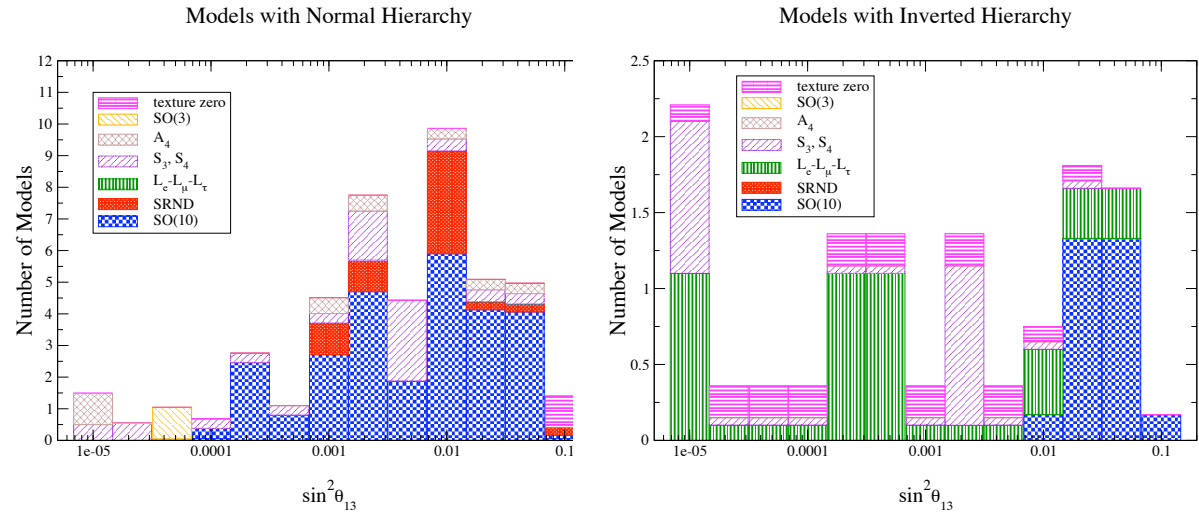 Models with Normal Hierarchy
Number of Models
12
11
10
9
8
7
6
5
4
3
2
1
0
texture zero
SO(3)
A4
S3, S4
Le-Lμ-Lτ
SRND
SO(10)
1e-05 0.0001 0.001 0.01 0.1
sin2θ13
Models with Inverted Hierarchy
Number of Models
2.5
2
1.5
1
0.5
0
texture zero
SO(3)
A4
S3, S4
Le-Lμ-Lτ
SRND
SO(10)
1e-05 0.0001 0.001 0.01 0.1
sin2θ13